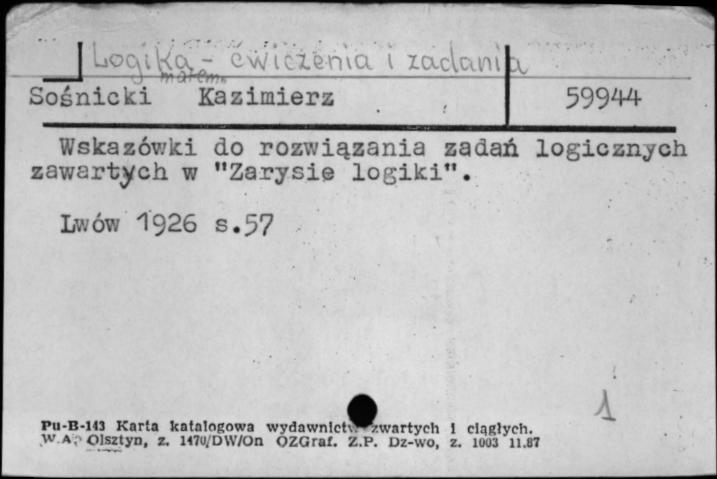 Logika - ćwiczenia i zadania
matem.
Sośnicki Kazimierz 59944
Wskazówki do rozwiązania zadań logicznych
zawartych w "Zarysie logiki".
Lwów 1926 s.57
1
Pu-B-143 Karta katalogowa wydawnictw zwartych i ciągłych.
W.A. Olsztyn, z. 1470/DW/On OZGraf. Z.P. Dz-wo, z. 1003 11.87